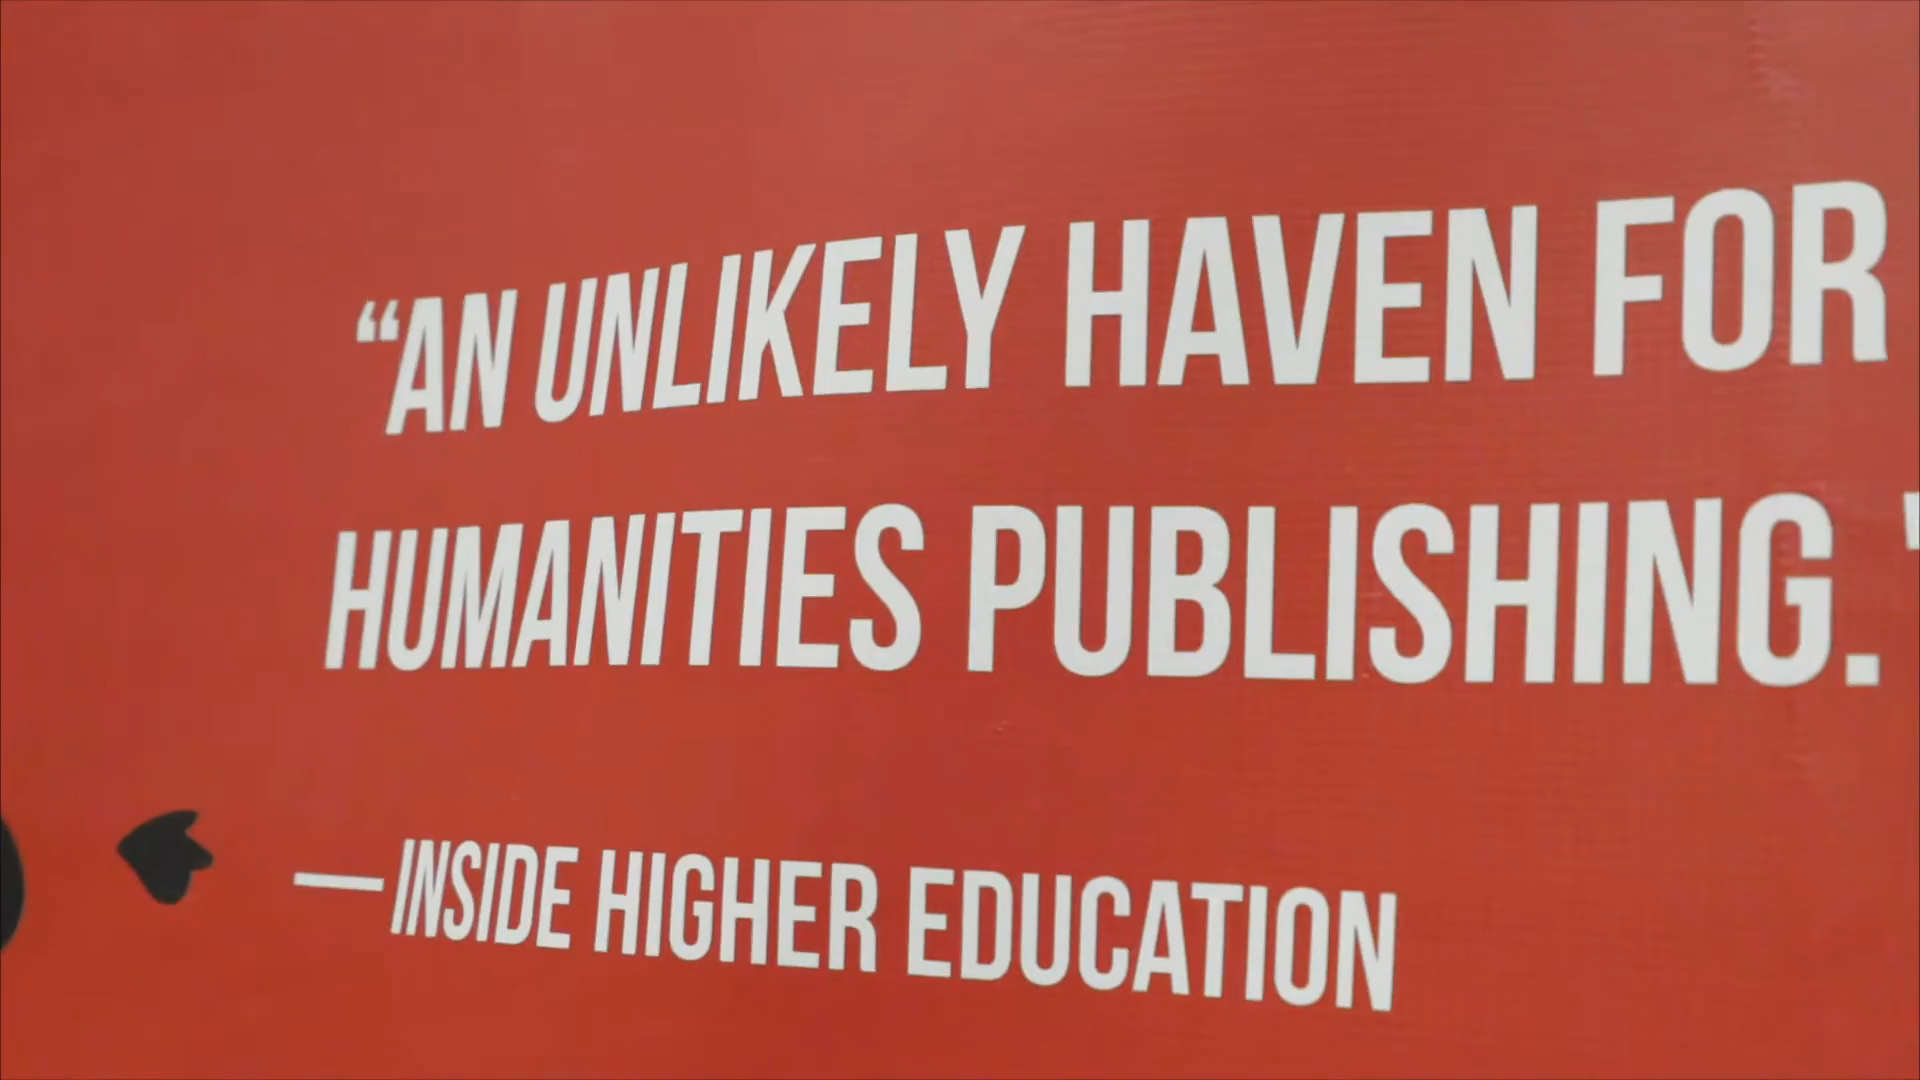 “AN UNLIKELY HAVEN FOR
HUMANITIES PUBLISHING."
—INSIDE HIGHER EDUCATION